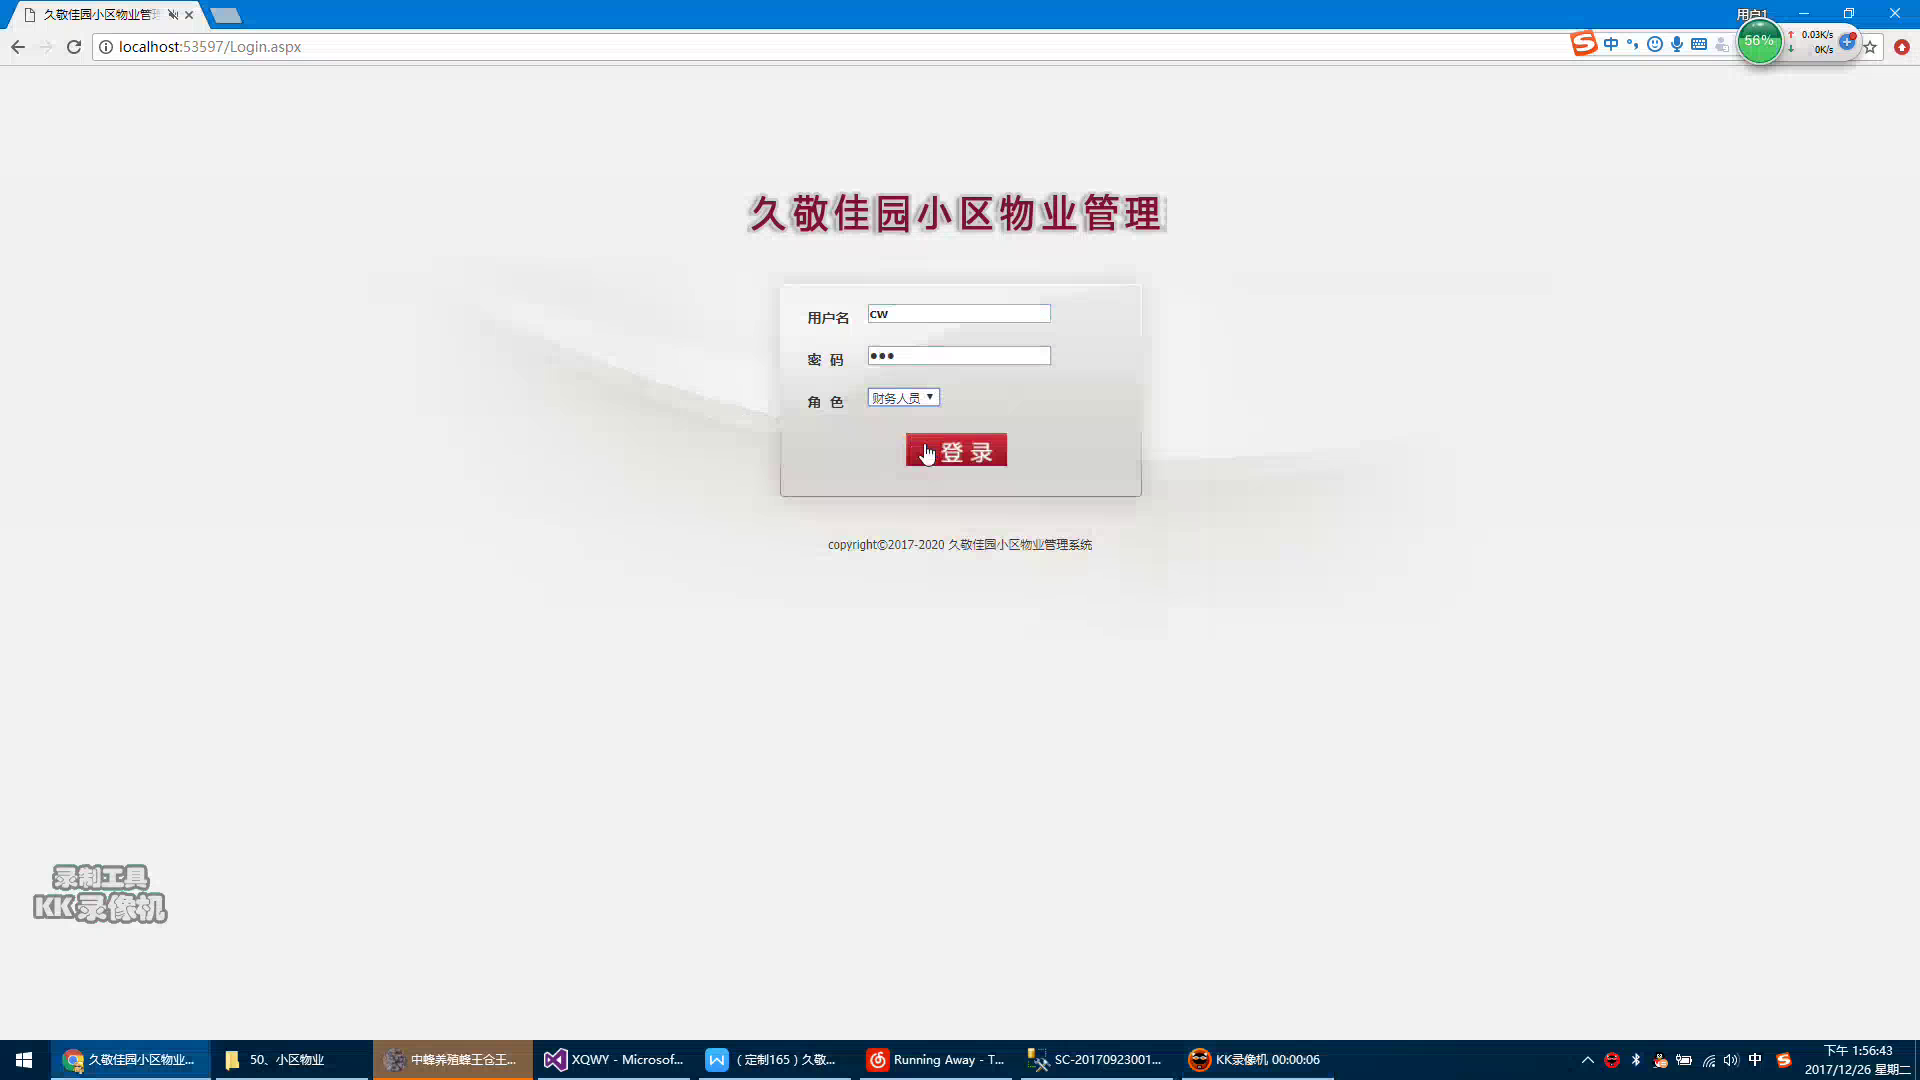 久敬佳园小区物业管理
用户1
localhost:53597/Login.aspx
中
56%
0.03K/s
0K/s
久敬佳园小区物业管理
用户名 cw
密 码
角 色 财务人员
登录
copyright©2017-2020 久敬佳园小区物业管理系统
录制工具
KK录像机
久敬佳园小区物业...
50、小区物业
中蜂养殖蜂王仓王...
XQWY - Microsof...
（定制165）久敬...
Running Away - T...
SC-20170923001...
KK录像机 00:00:06
中
下午 1:56:43
2017/12/26 星期二